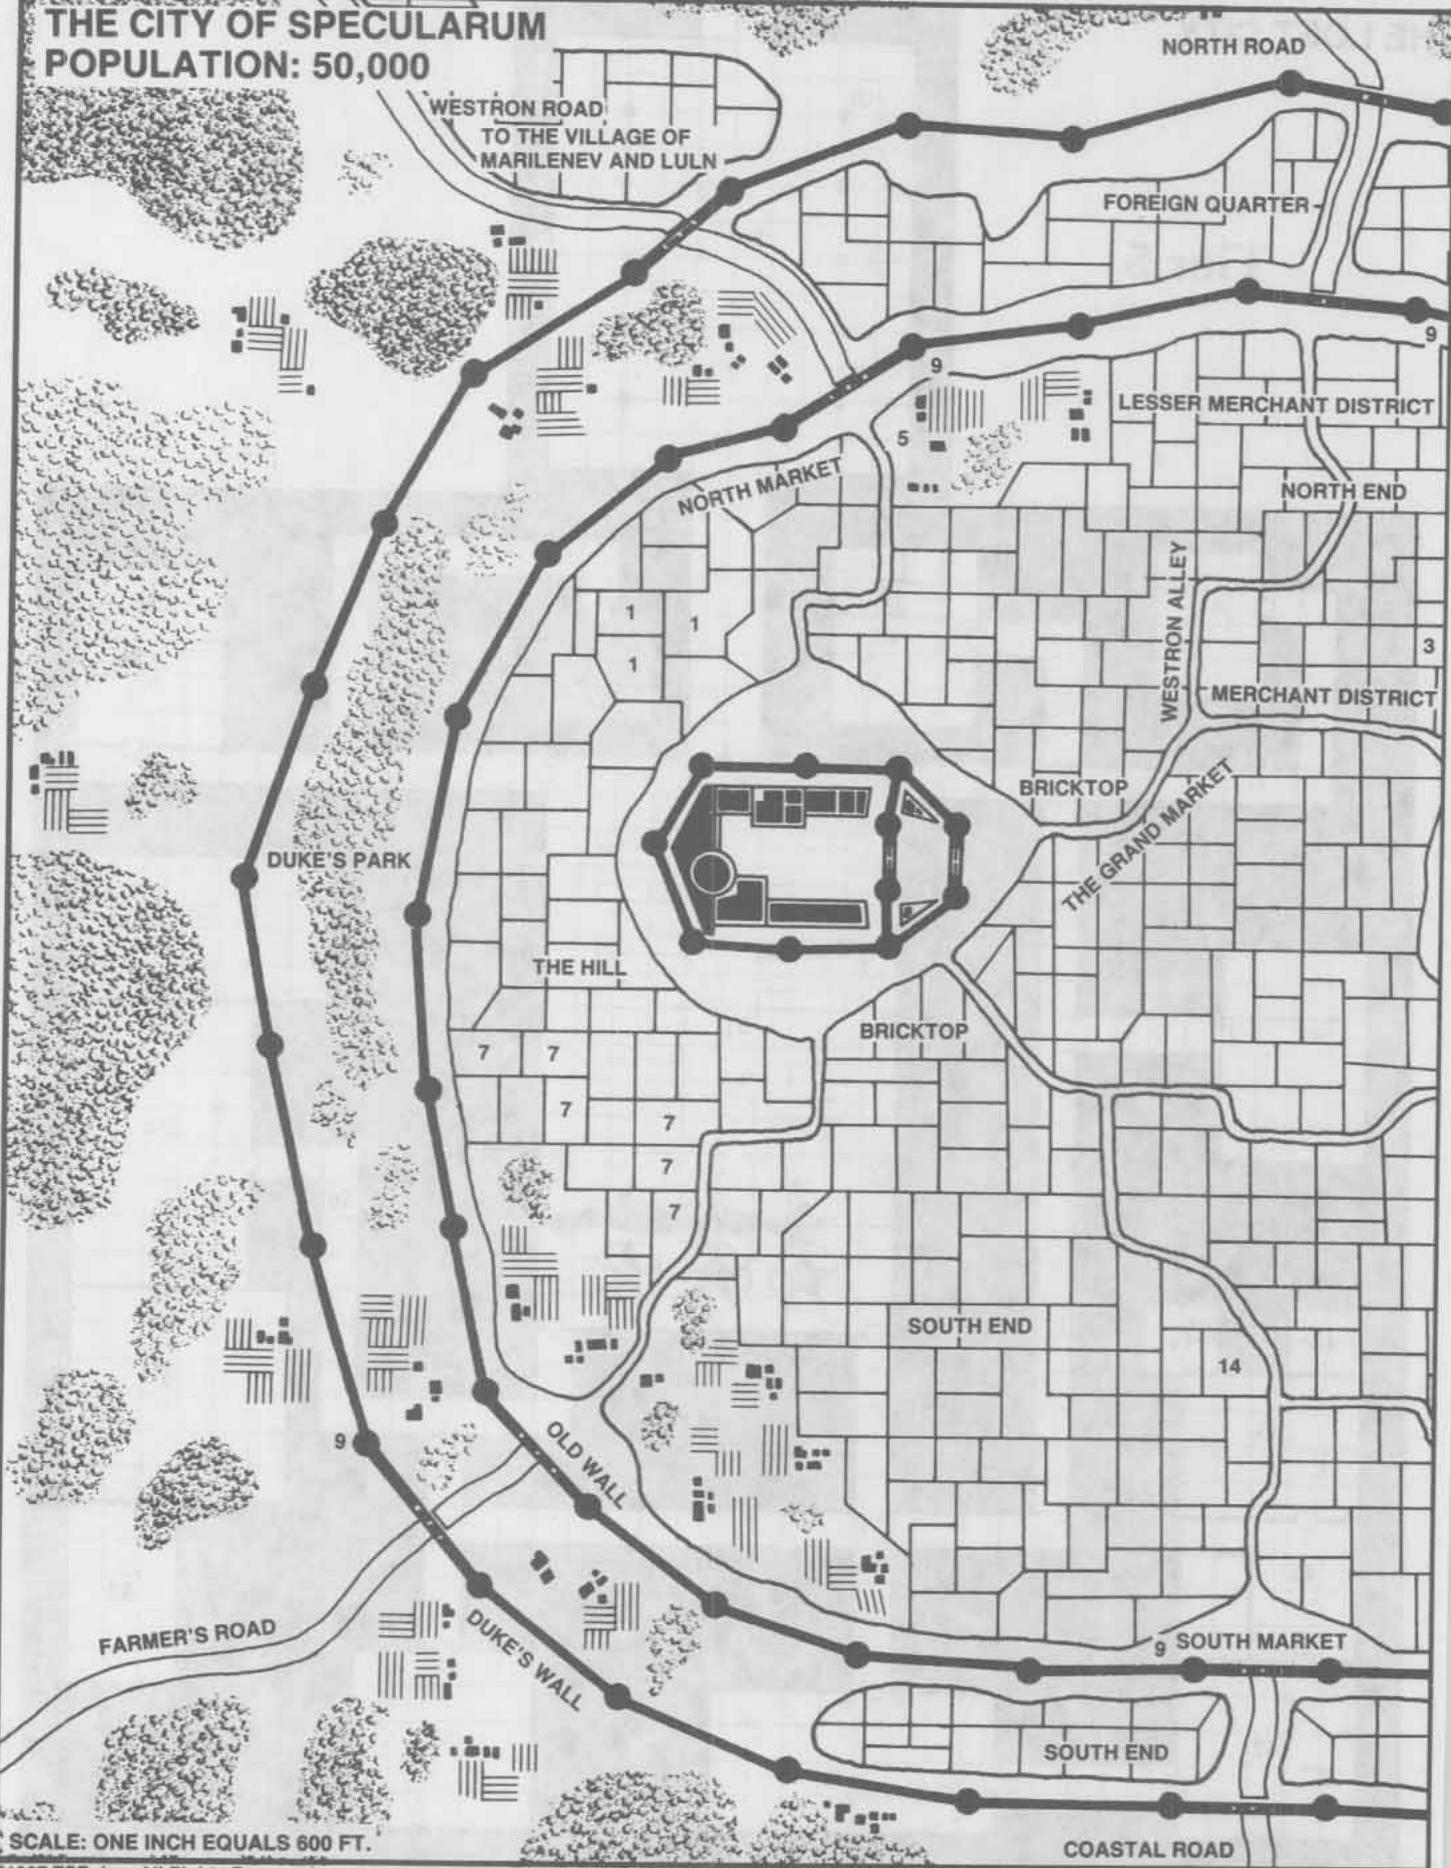 THE CITY OF SPECULARUM
POPULATION: 50,000
NORTH ROAD
WESTRON ROAD
TO THE VILLAGE OF
MARILENEV AND LULN
FOREIGN QUARTER
9
9
LESSER MERCHANT DISTRICT
5
NORTH MARKET
NORTH END
WESTRON ALLEY
1
1
1
3
MERCHANT DISTRICT
BRICKTOP
THE GRAND MARKET
DUKE'S PARK
THE HILL
BRICKTOP
7
7
7
7
7
7
SOUTH END
14
9
OLD WALL
FARMER'S ROAD
DUKE'S WALL
9
SOUTH MARKET
SOUTH END
SCALE: ONE INCH EQUALS 600 FT.
COASTAL ROAD